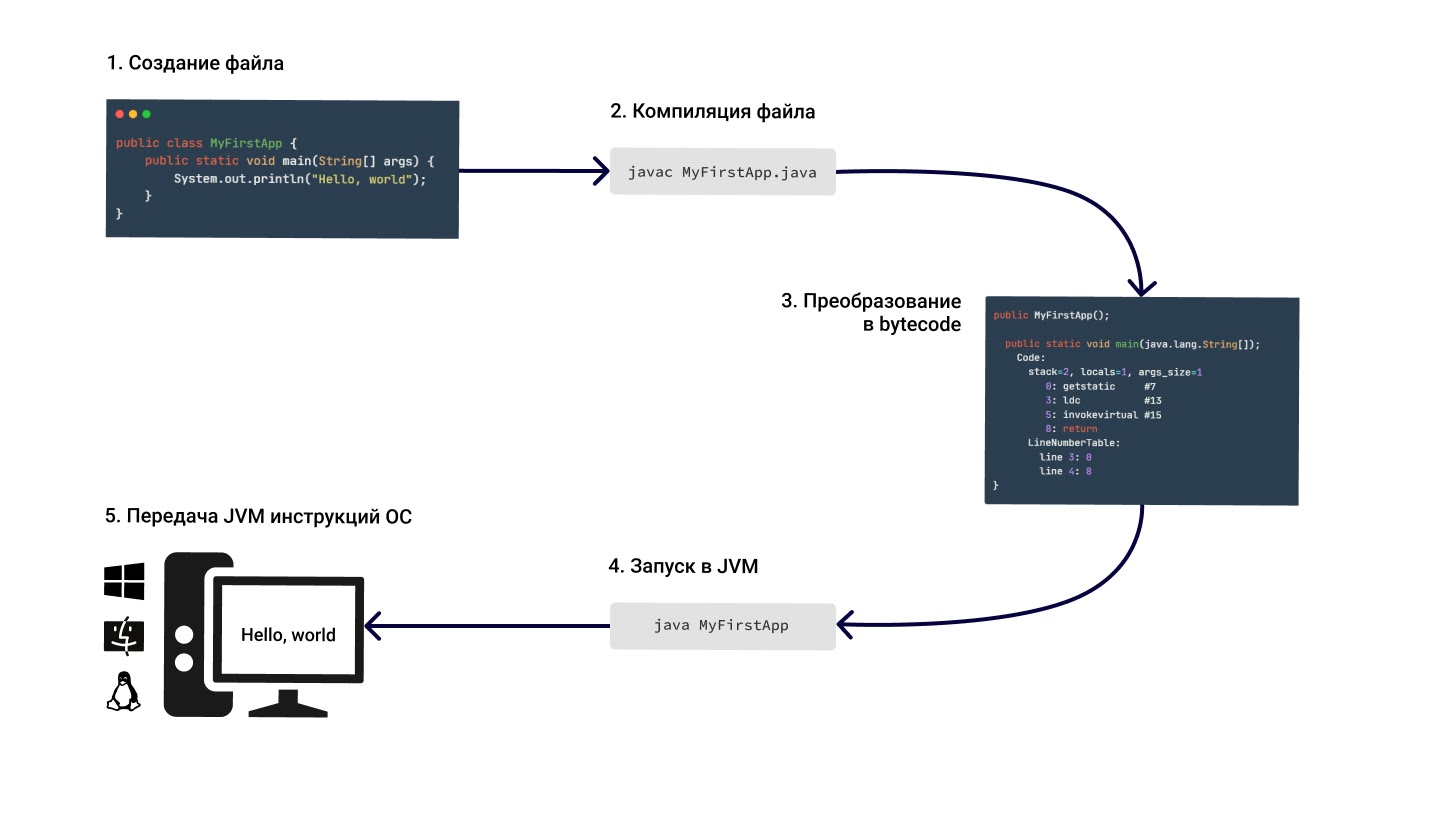 1. Создание файла
public class MyFirstApp {
    public static void main(String[] args) {
        System.out.println("Hello, world");
    }
}
2. Компиляция файла
javac MyFirstApp.java
3. Преобразование
в bytecode
public MyFirstApp();
  public static void main(java.lang.String[]);
    Code:
      stack=2, locals=1, args_size=1
         0: getstatic     #7
         3: ldc           #13
         5: invokevirtual #15
         8: return
      LineNumberTable:
        line 3: 0
        line 4: 8
}
4. Запуск в JVM
java MyFirstApp
5. Передача JVM инструкций ОС
Hello, world